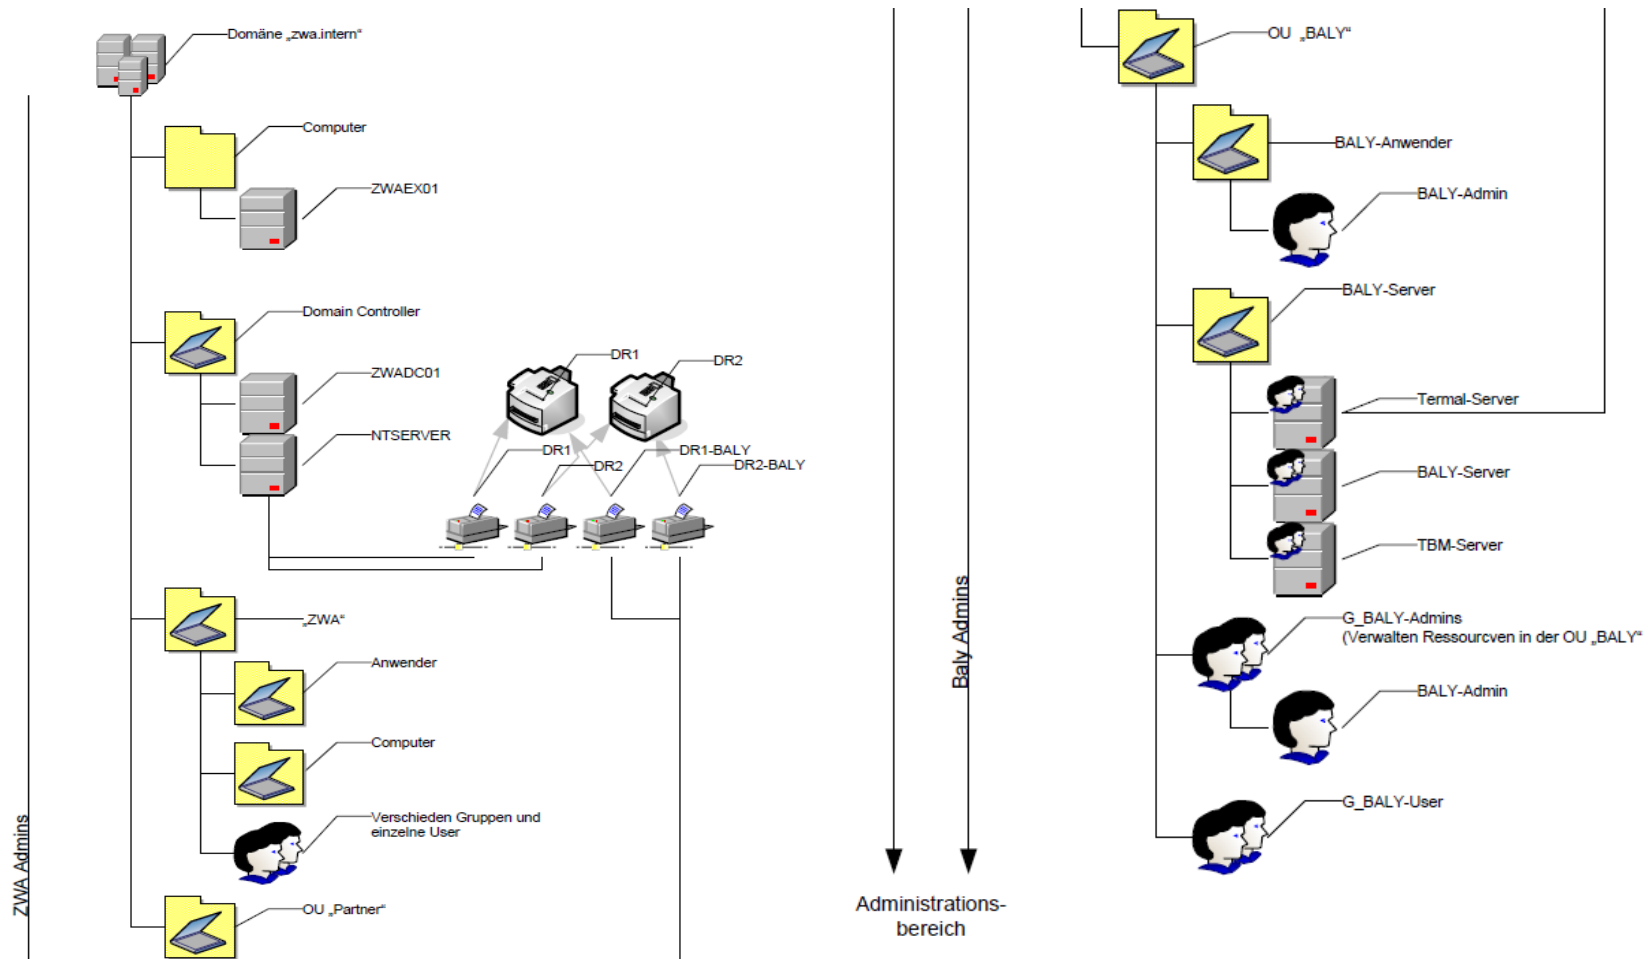 Domäne „zwa.intern“
Computer
ZWAEX01
Domain Controller
ZWADC01
NTSERVER
DR1
DR2
DR1
DR2
DR1-BALY
DR2-BALY
„ZWA“
Anwender
Computer
Verschieden Gruppen und
einzelne User
OU „Partner“
ZWA Admins
Baly Admins
Administrations-
bereich
OU „BALY“
BALY-Anwender
BALY-Admin
BALY-Server
Termal-Server
BALY-Server
TBM-Server
G_BALY-Admins
(Verwalten Ressourcven in der OU „BALY“
BALY-Admin
G_BALY-User